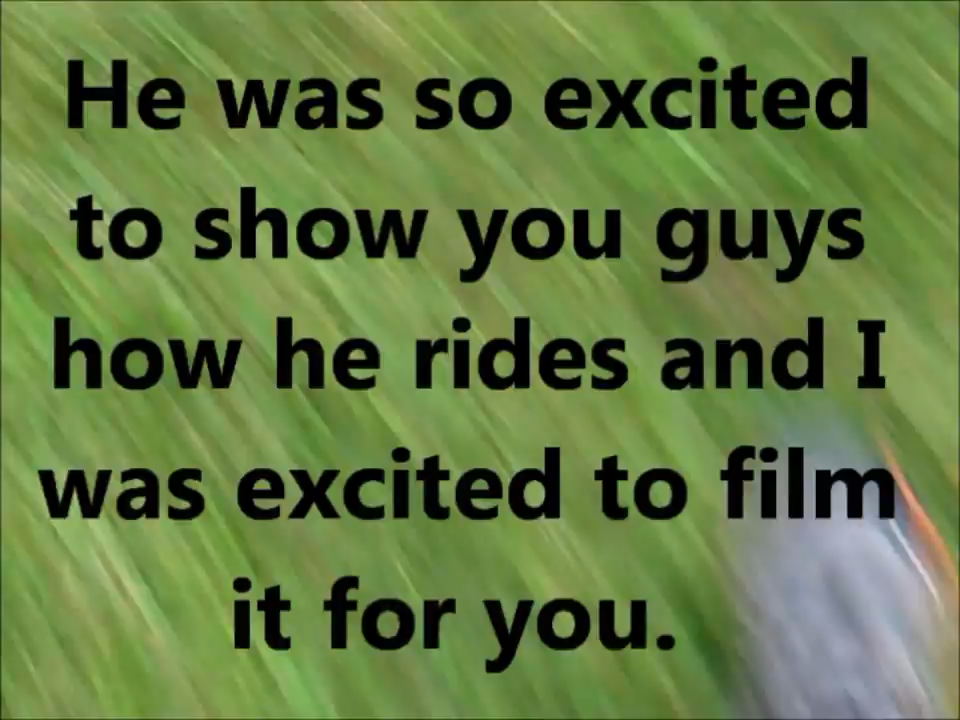 He was so excited
to show you guys
how he rides and I
was excited to film
it for you.